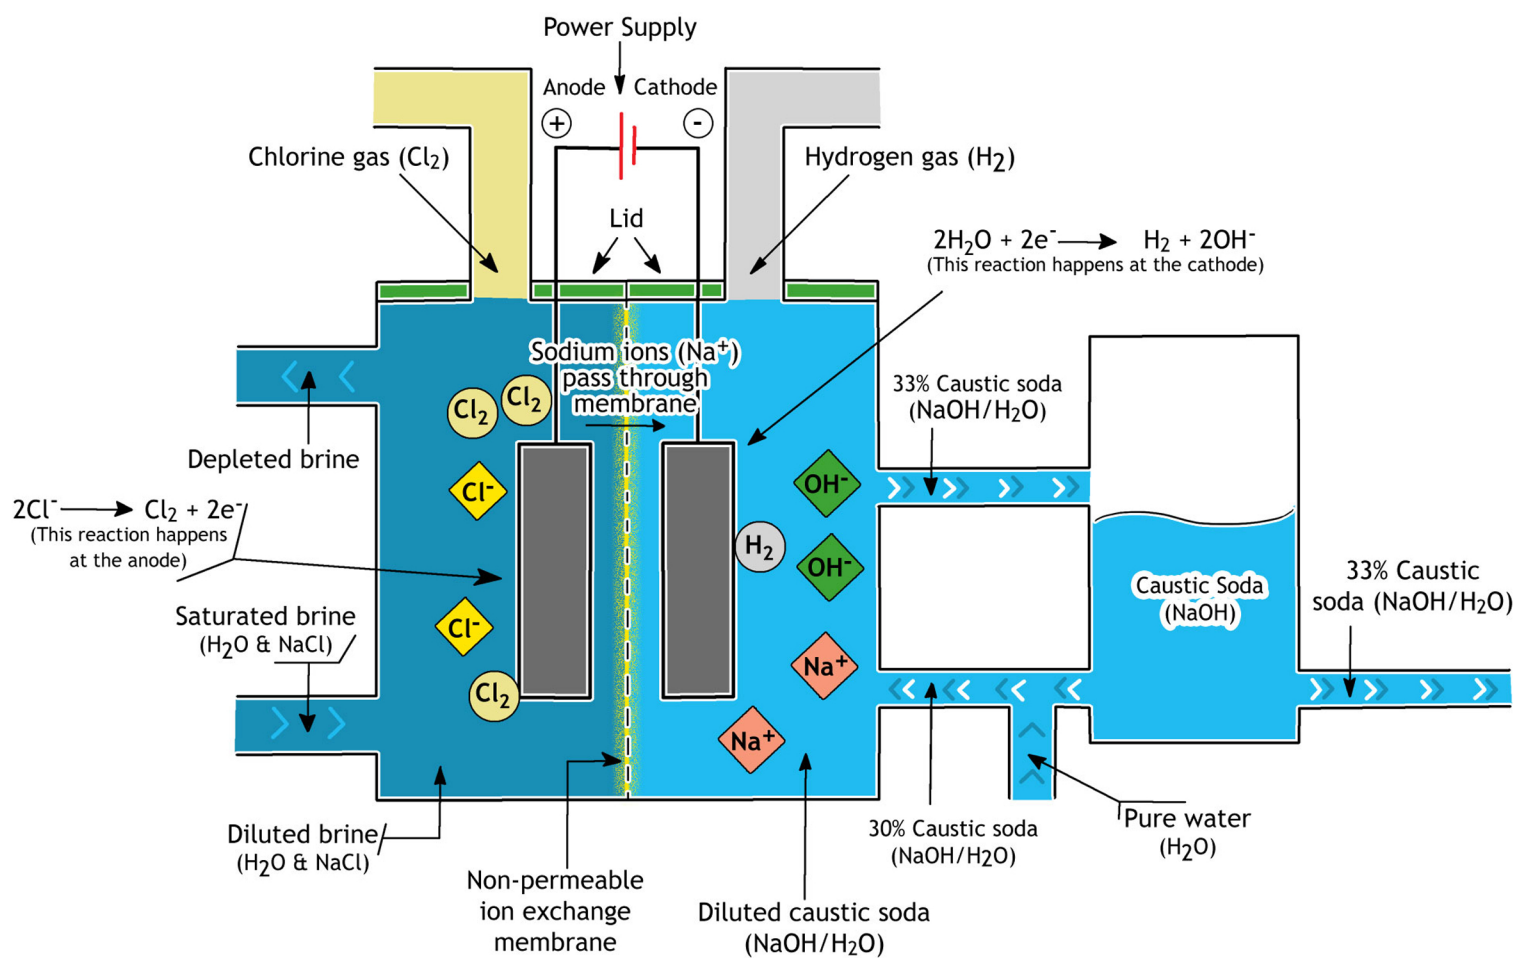 Power Supply
Anode
Cathode
+
-
Chlorine gas (Cl2)
Hydrogen gas (H2)
Lid
2H2O + 2e- H2 + 2OH-
(This reaction happens at the cathode)
Sodium ions (Na+)
pass through
membrane
33% Caustic soda
(NaOH/H2O)
Cl2
Cl2
Depleted brine
Cl-
OH-
2Cl- Cl2 + 2e-
(This reaction happens
at the anode)
H2
OH-
Caustic Soda
(NaOH)
33% Caustic
soda (NaOH/H2O)
Saturated brine
(H2O & NaCl)
Cl-
Na+
Cl2
Na+
Diluted brine
(H2O & NaCl)
30% Caustic soda
(NaOH/H2O)
Pure water
(H2O)
Non-permeable
ion exchange
membrane
Diluted caustic soda
(NaOH/H2O)